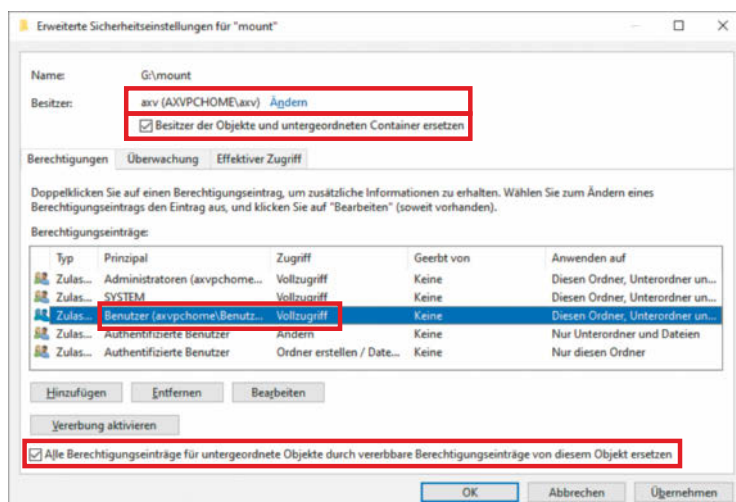 Erweiterte Sicherheitseinstellungen für "mount"
Name: G:\mount
Besitzer: axv (AXVPCHOME\axv) Ändern
Besitzer der Objekte und untergeordneten Container ersetzen
Berechtigungen Überwachung Effektiver Zugriff
Doppelklicken Sie auf einen Berechtigungseintrag, um zusätzliche Informationen zu erhalten. Wählen Sie zum Ändern eines
Berechtigungseintrags den Eintrag aus, und klicken Sie auf "Bearbeiten" (soweit vorhanden).
Berechtigungseinträge:
Typ Prinzipal Zugriff Geerbt von Anwenden auf
Zulas... Administratoren (axvpchome... Vollzugriff Keine Diesen Ordner, Unterordner un...
Zulas... SYSTEM Vollzugriff Keine Diesen Ordner, Unterordner un...
Zulas... Benutzer (axvpchome\Benutz... Vollzugriff Keine Diesen Ordner, Unterordner un...
Zulas... Authentifizierte Benutzer Ändern Keine Nur Unterordner und Dateien
Zulas... Authentifizierte Benutzer Ordner erstellen / Date... Keine Nur diesen Ordner
Hinzufügen Entfernen Bearbeiten
Vererbung aktivieren
Alle Berechtigungseinträge für untergeordnete Objekte durch vererbbare Berechtigungseinträge von diesem Objekt ersetzen
OK Abbrechen Übernehmen